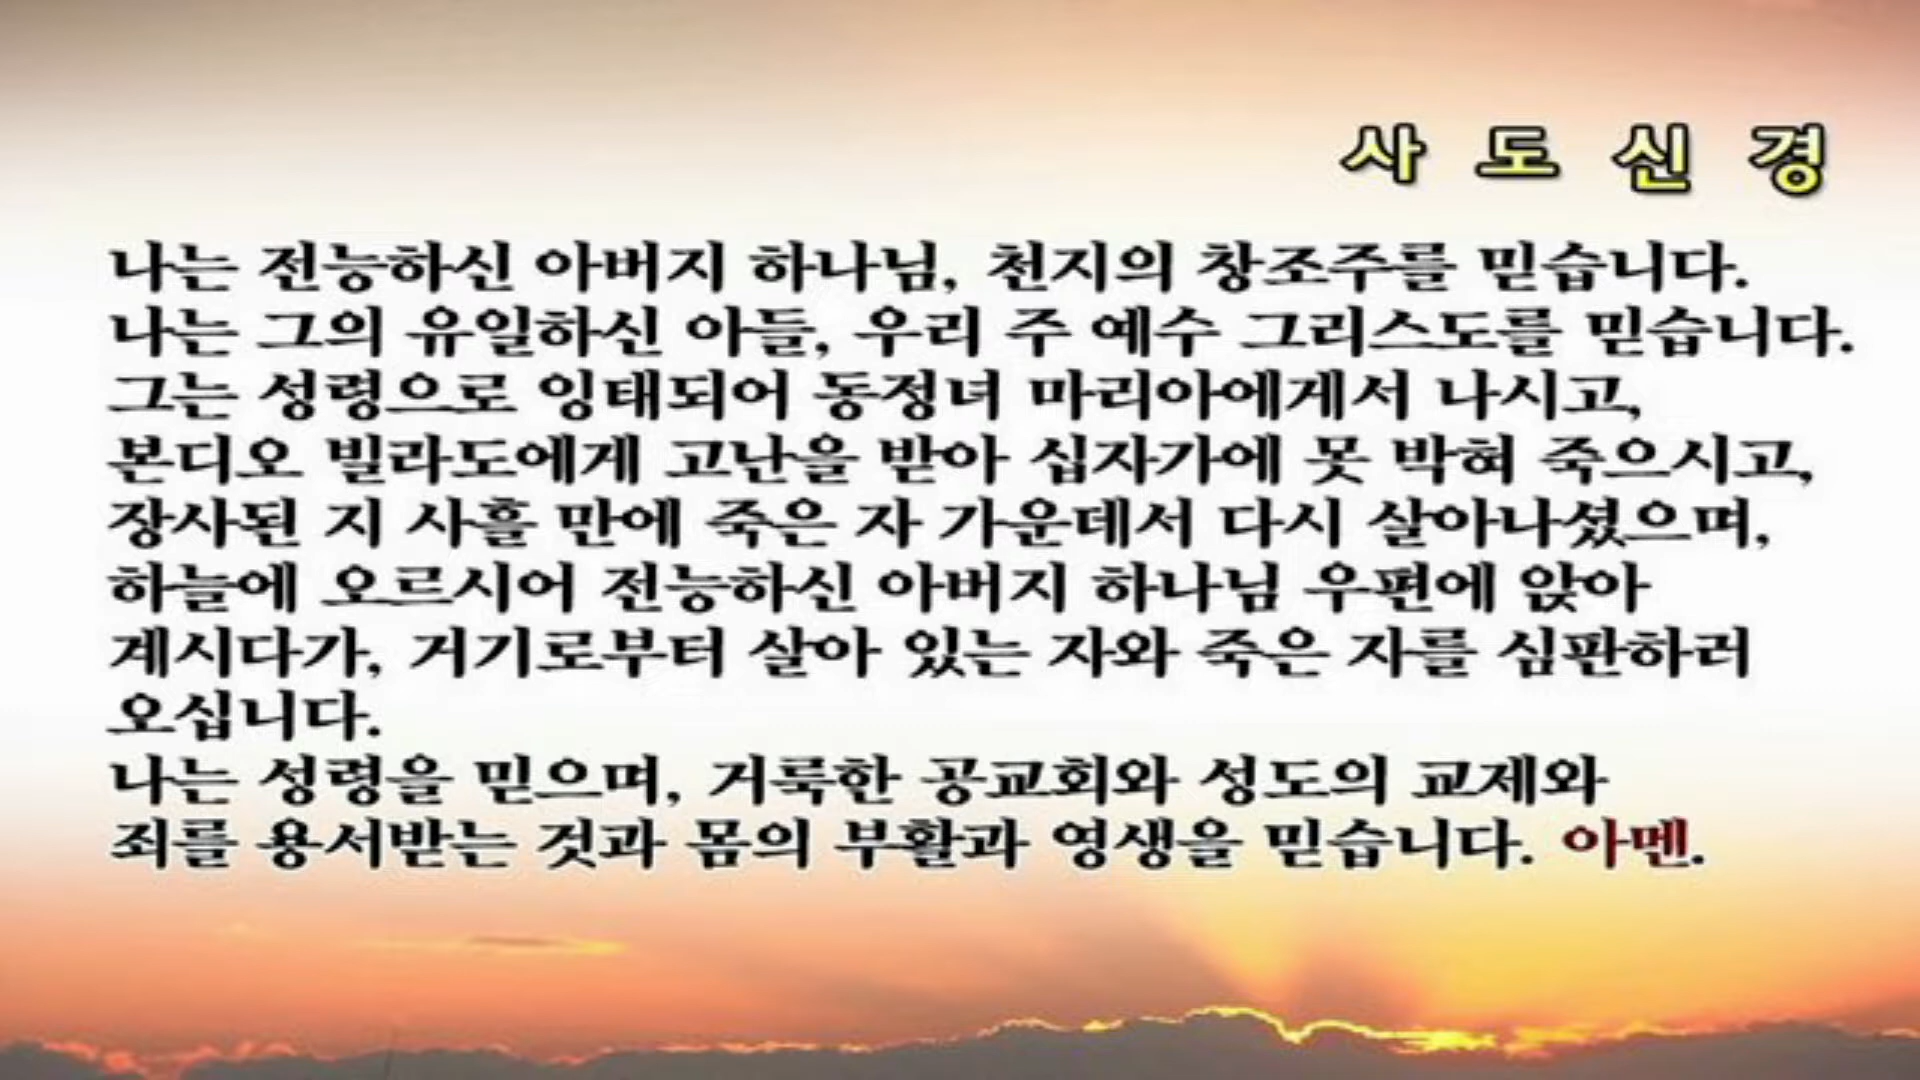 사 도 신 경
나는 전능하신 아버지 하나님, 천지의 창조주를 믿습니다.
나는 그의 유일하신 아들, 우리 주 예수 그리스도를 믿습니다.
그는 성령으로 잉태되어 동정녀 마리아에게서 나시고,
본디오 빌라도에게 고난을 받아 십자가에 못 박혀 죽으시고,
장사된 지 사흘 만에 죽은 자 가운데서 다시 살아나셨으며,
하늘에 오르시어 전능하신 아버지 하나님 우편에 앉아
계시다가, 거기로부터 살아 있는 자와 죽은 자를 심판하러
오십니다.
나는 성령을 믿으며, 거룩한 공교회와 성도의 교제와
죄를 용서받는 것과 몸의 부활과 영생을 믿습니다. 아멘.